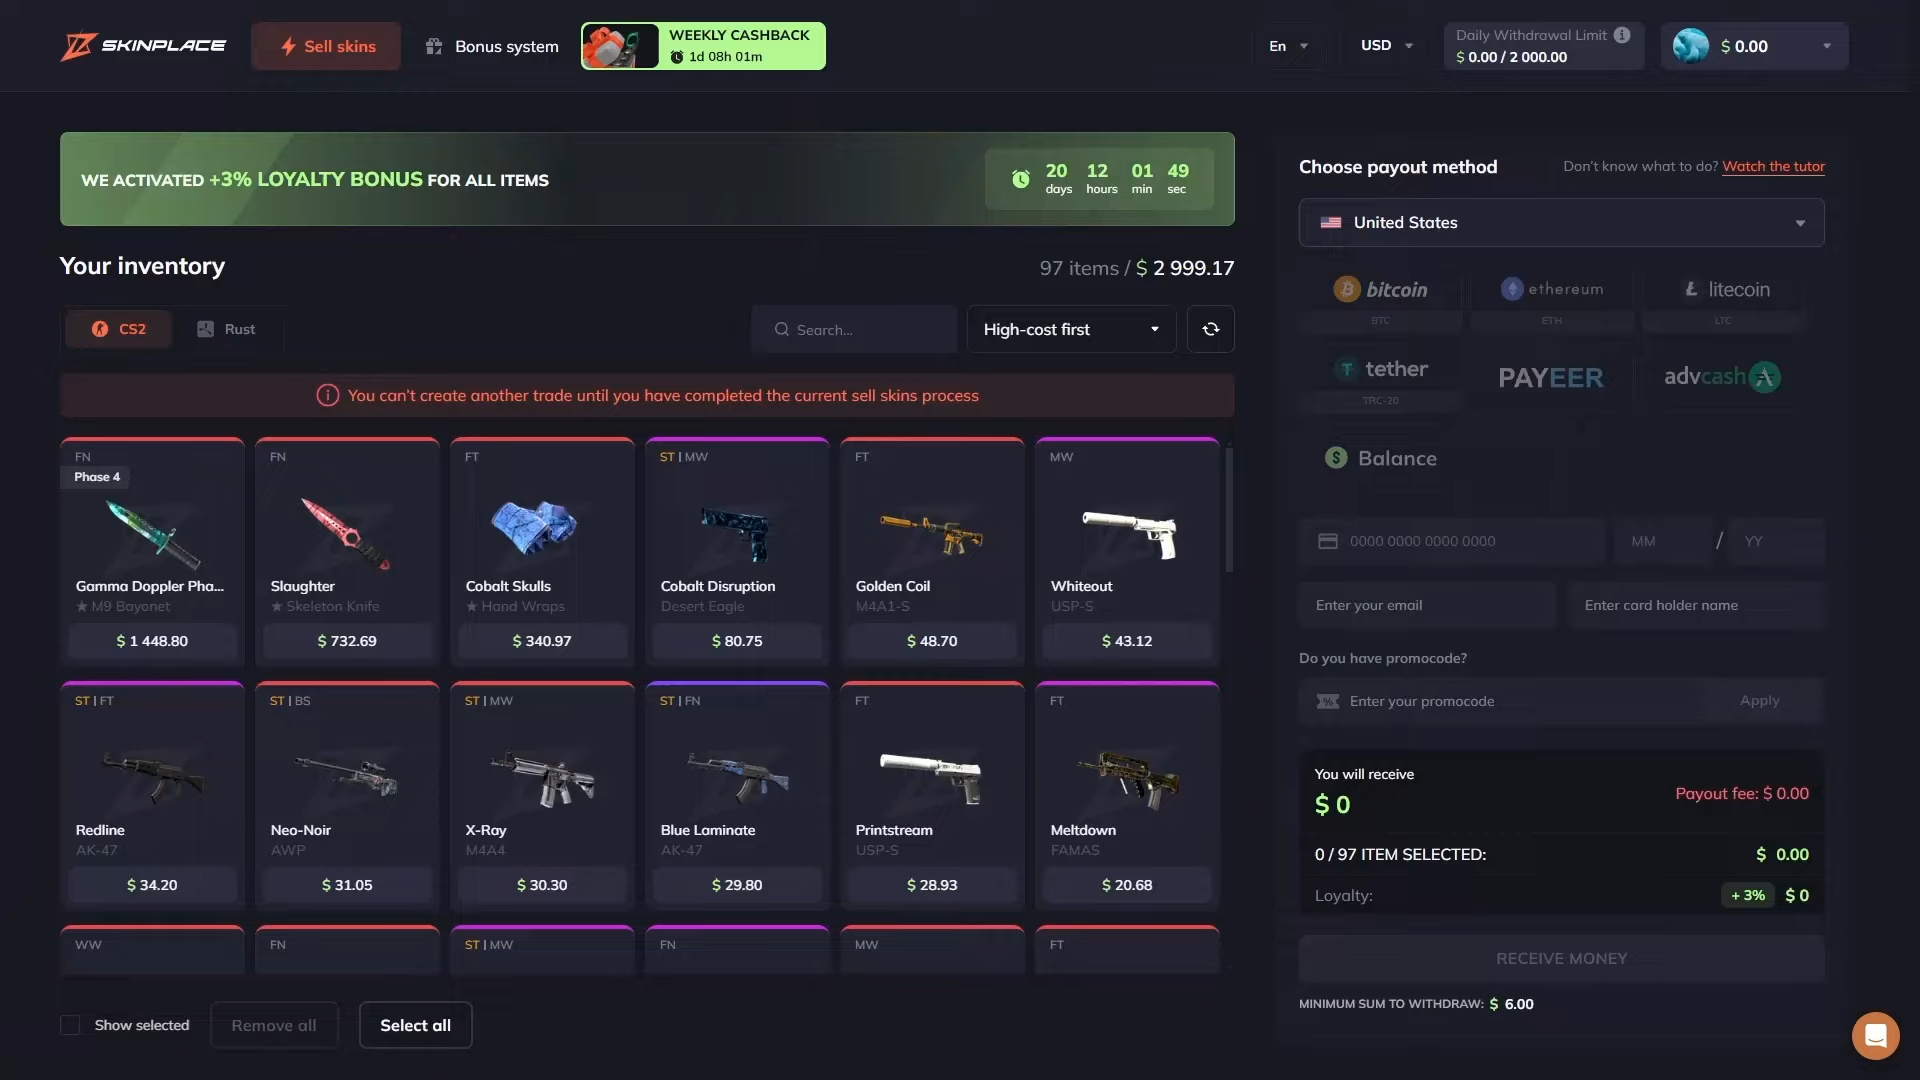 SKINPLACE
Sell skins
Bonus system
WEEKLY CASHBACK
1d 08h 01m
En
USD
Daily Withdrawal Limit
$ 0.00 / 2 000.00
$ 0.00
WE ACTIVATED +3% LOYALTY BONUS FOR ALL ITEMS
20 12 01 49
days hours min sec
Your inventory
97 items / $ 2 999.17
CS2
Rust
Search...
High-cost first
You can't create another trade until you have completed the current sell skins process
FN
Phase 4
Gamma Doppler Pha...
★ M9 Bayonet
$ 1 448.80
FN
Slaughter
★ Skeleton Knife
$ 732.69
FT
Cobalt Skulls
★ Hand Wraps
$ 340.97
ST | MW
Cobalt Disruption
Desert Eagle
$ 80.75
FT
Golden Coil
M4A1-S
$ 48.70
MW
Whiteout
USP-S
$ 43.12
ST | FT
Redline
AK-47
$ 34.20
ST | BS
Neo-Noir
AWP
$ 31.05
ST | MW
X-Ray
M4A4
$ 30.30
ST | FN
Blue Laminate
AK-47
$ 29.80
FT
Printstream
USP-S
$ 28.93
FT
Meltdown
FAMAS
$ 20.68
WW
FN
ST | MW
FN
MW
FT
Show selected
Remove all
Select all
Choose payout method
Don't know what to do? Watch the tutor
United States
bitcoin
BTC
ethereum
ETH
litecoin
LTC
tether
TRC-20
PAYEER
advcash
$ Balance
0000 0000 0000 0000
MM / YY
Enter your email
Enter card holder name
Do you have promocode?
Enter your promocode
Apply
You will receive
$ 0
Payout fee: $ 0.00
0 / 97 ITEM SELECTED:
$ 0.00
Loyalty:
+ 3%
$ 0
RECEIVE MONEY
MINIMUM SUM TO WITHDRAW: $ 6.00